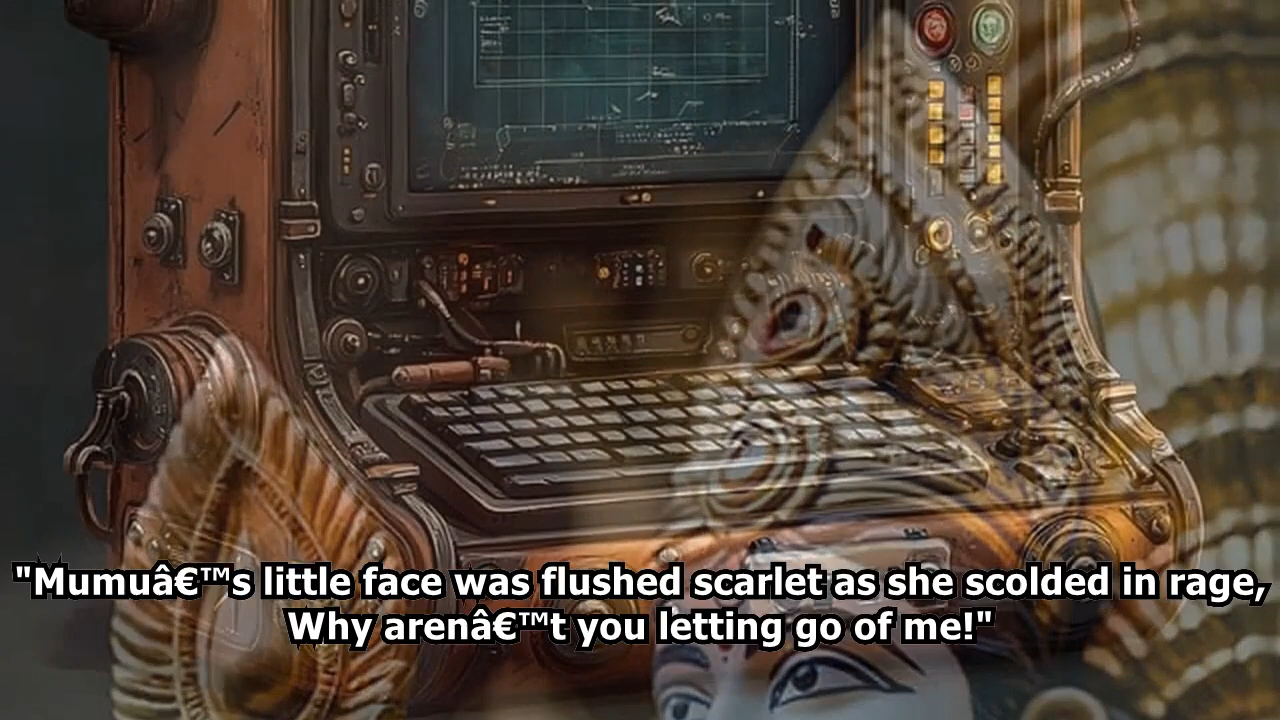 "Mumuâ€™s little face was flushed scarlet as she scolded in rage,
Why arenâ€™t you letting go of me!"